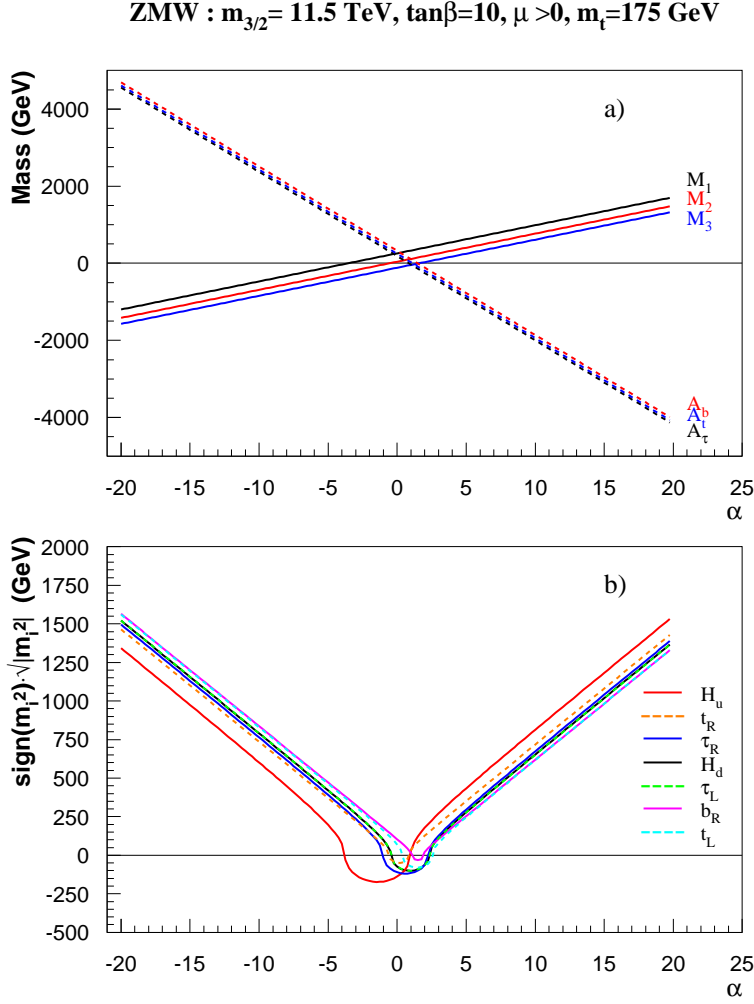 ZMW : m3/2= 11.5 TeV, tanβ=10, μ >0, mt=175 GeV
Mass (GeV)
a)
4000
2000
0
-2000
-4000
M1
M2
M3
Ab
At
Aτ
-20 -15 -10 -5 0 5 10 15 20 25
α
sign(mi²)·√|mi²| (GeV)
b)
2000
1750
1500
1250
1000
750
500
250
0
-250
-500
Hu
tR
τR
Hd
τL
bR
tL
-20 -15 -10 -5 0 5 10 15 20 25
α